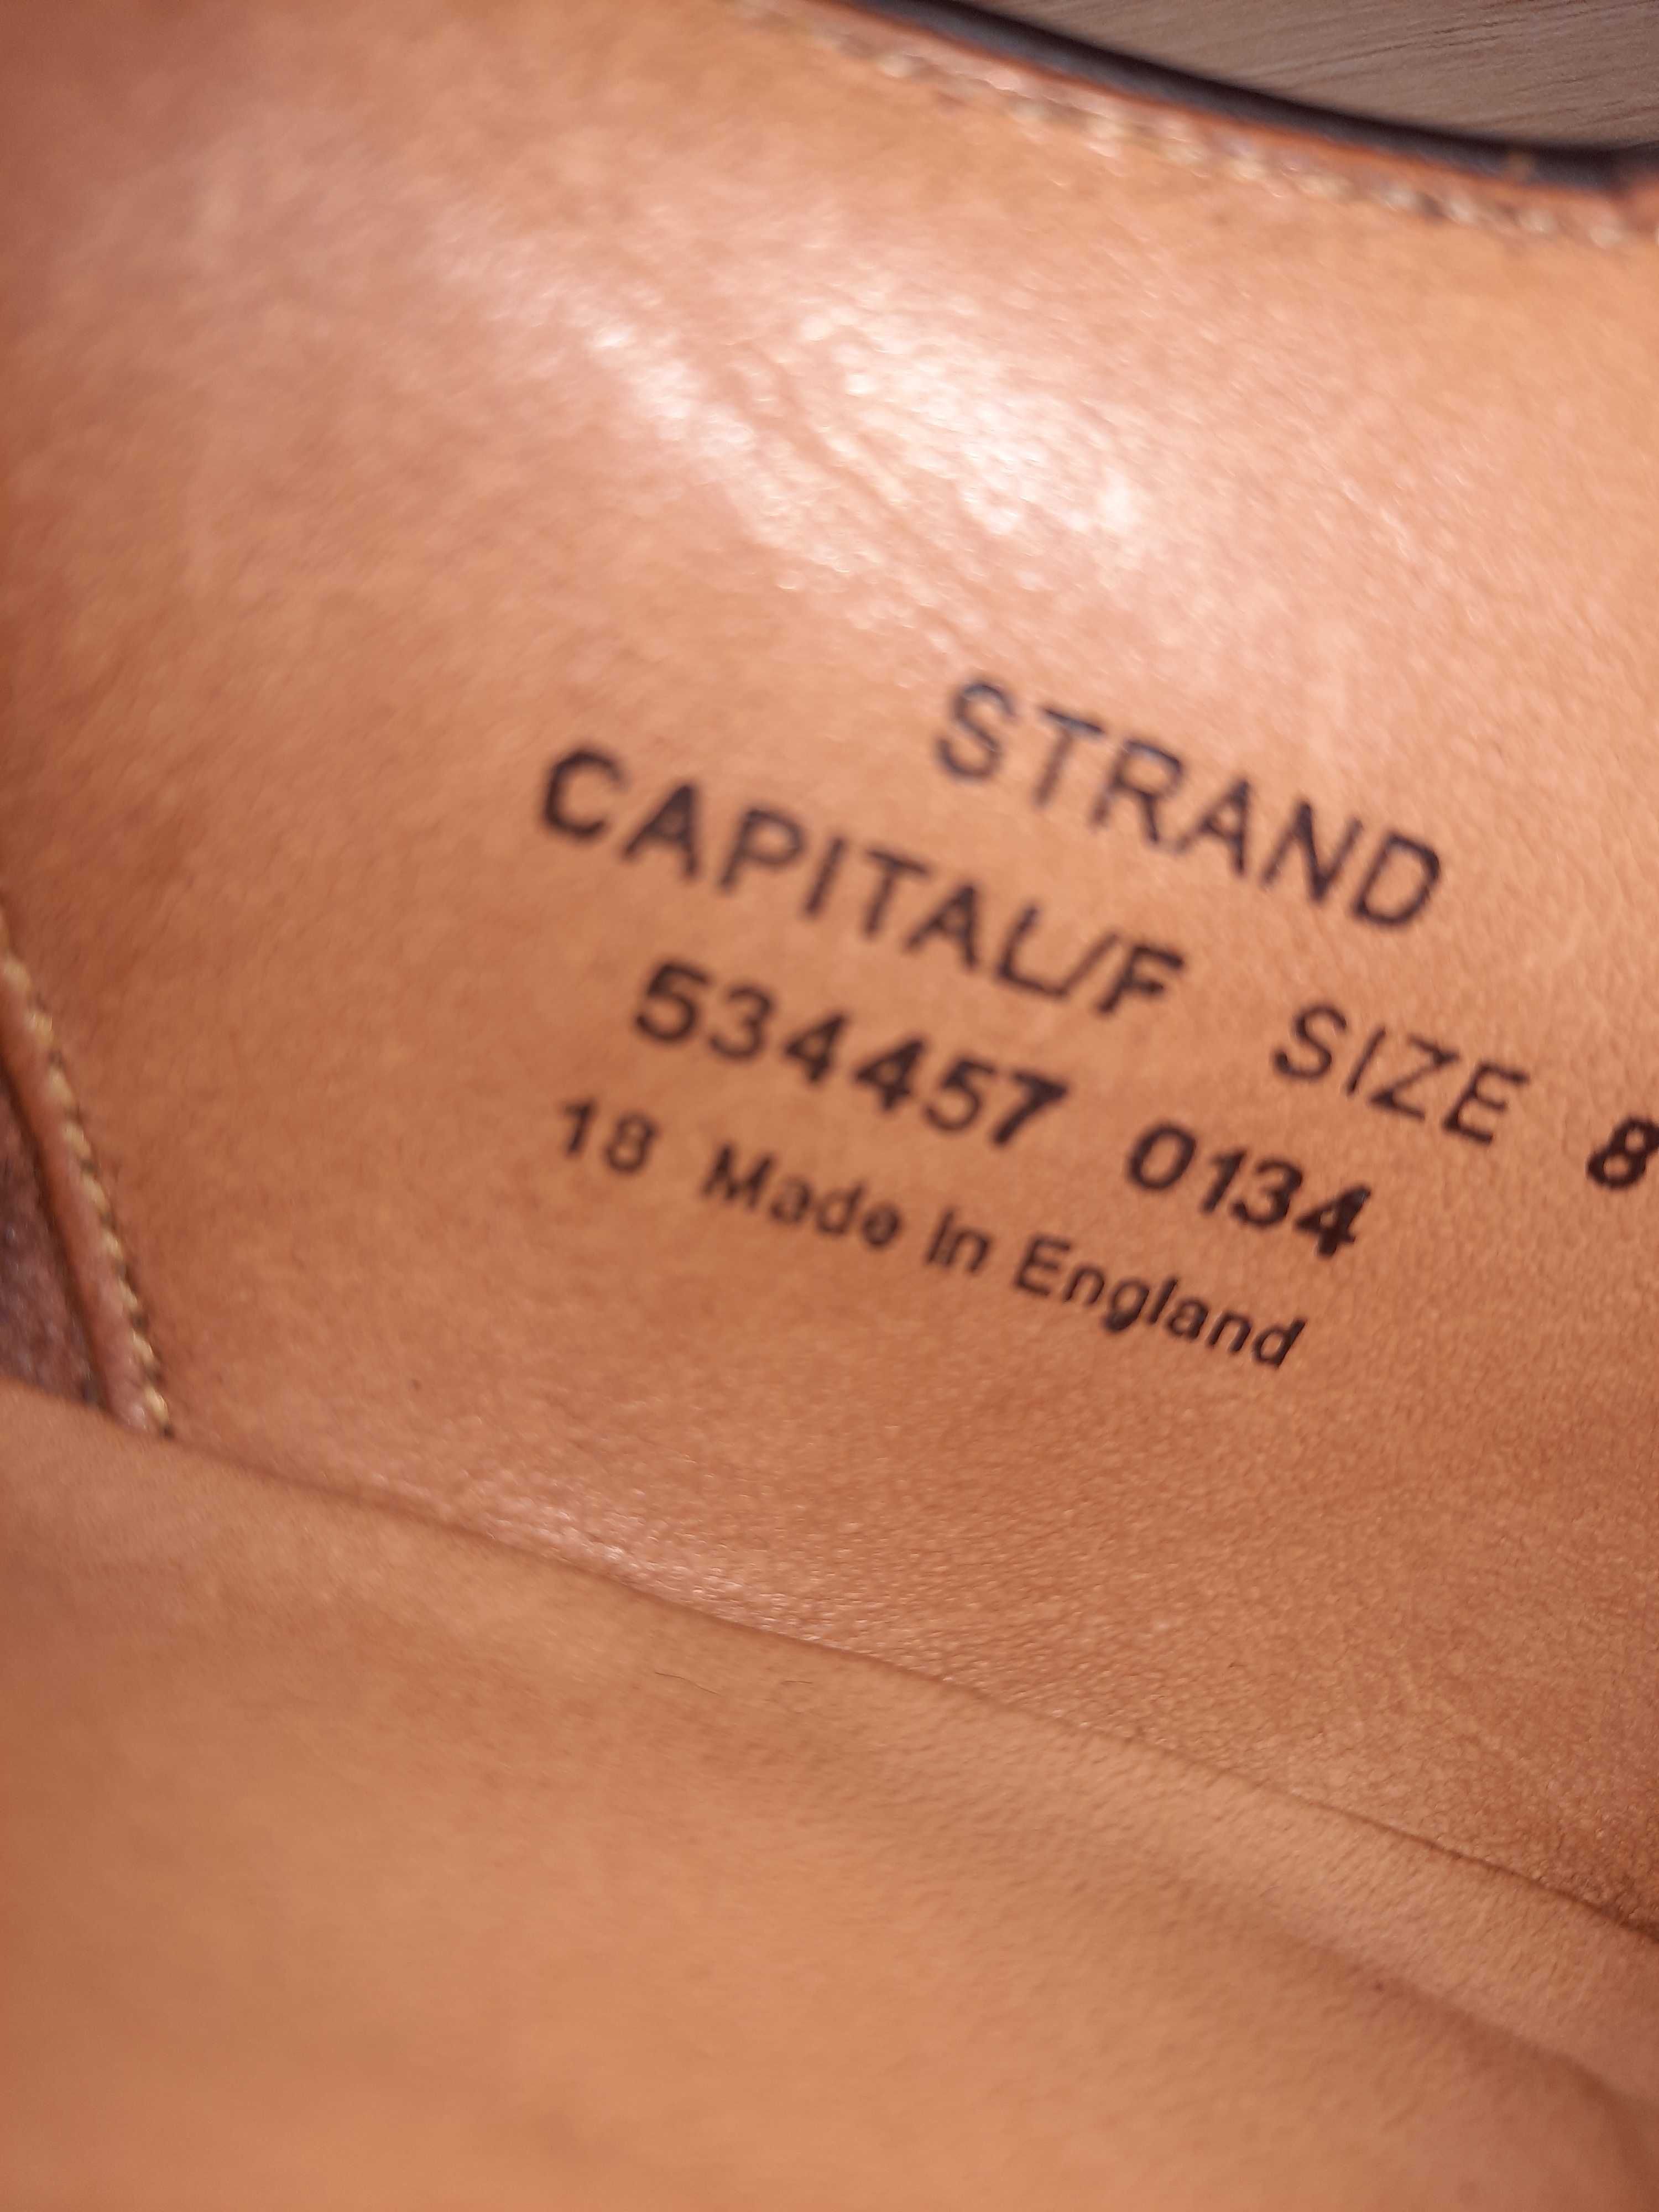 STRAND
CAPITAL/F SIZE 8
534457 0134
18 Made In England